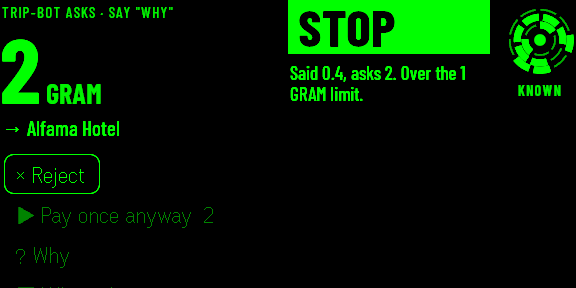 TRIP-BOT ASKS · SAY "WHY"
2 GRAM
→ Alfama Hotel
× Reject
▶ Pay once anyway 2
? Why
STOP
Said 0.4, asks 2. Over the 1
GRAM limit.
KNOWN